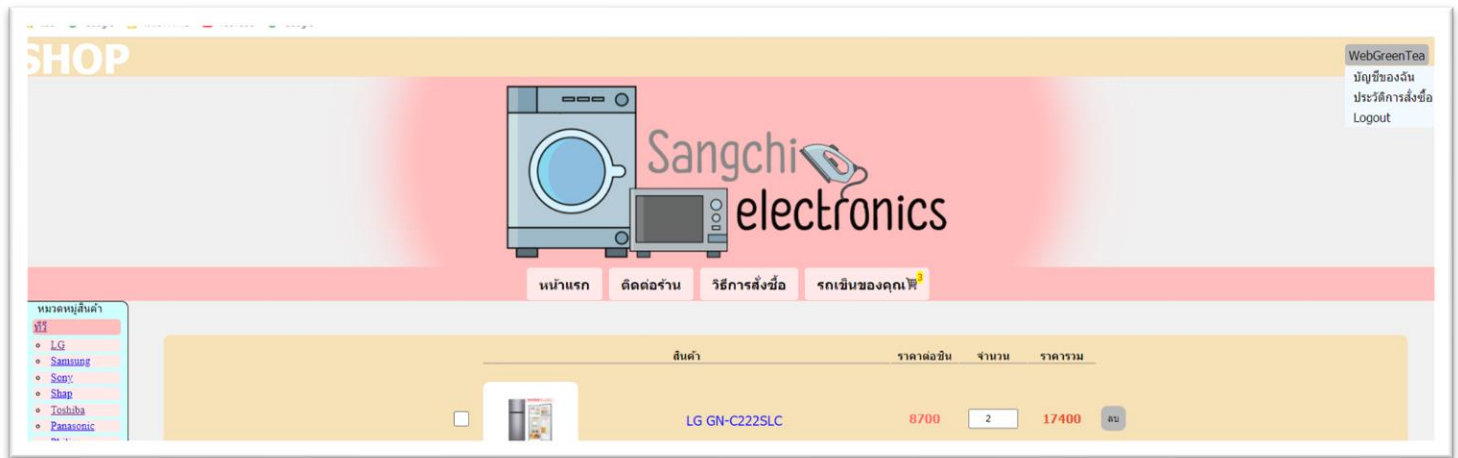 SHOP
WebGreenTea
บัญชีของฉัน
ประวัติการสั่งซื้อ
Logout
Sangchi
electronics
หน้าแรก ติดต่อร้าน วิธีการสั่งซื้อ รถเข็นของคุณ 3
หมวดหมู่สินค้า
ทีวี
LG
Samsung
Sony
Shap
Toshiba
Panasonic
สินค้า ราคาต่อชิ้น จำนวน ราคารวม
LG GN-C222SLC 8700 2 17400 ลบ